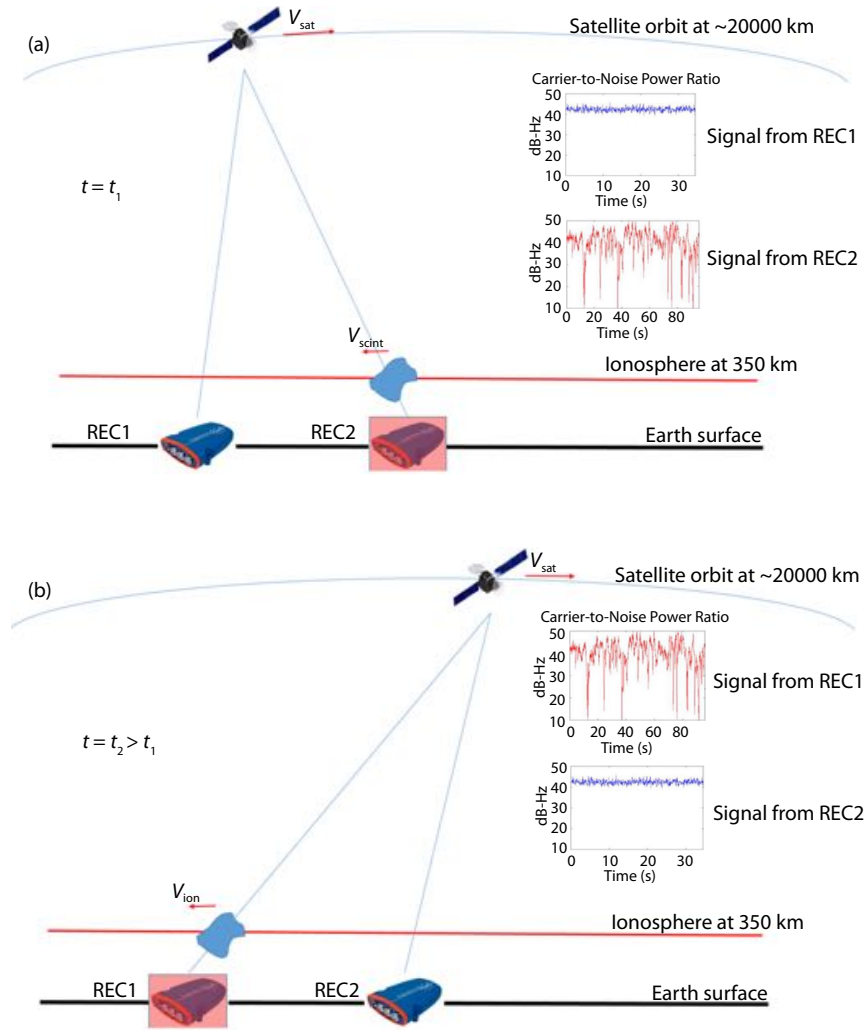 (a)
V_sat
Satellite orbit at ~20000 km
Carrier-to-Noise Power Ratio
50
40
30
20
10
dB-Hz
0 10 20 30
Time (s)
Signal from REC1
t = t_1
50
40
30
20
10
dB-Hz
0 20 40 60 80
Time (s)
Signal from REC2
V_scint
Ionosphere at 350 km
REC1
REC2
Earth surface
(b)
V_sat
Satellite orbit at ~20000 km
Carrier-to-Noise Power Ratio
50
40
30
20
10
dB-Hz
0 20 40 60 80
Time (s)
Signal from REC1
t = t_2 > t_1
50
40
30
20
10
dB-Hz
0 10 20 30
Time (s)
Signal from REC2
V_ion
Ionosphere at 350 km
REC1
REC2
Earth surface